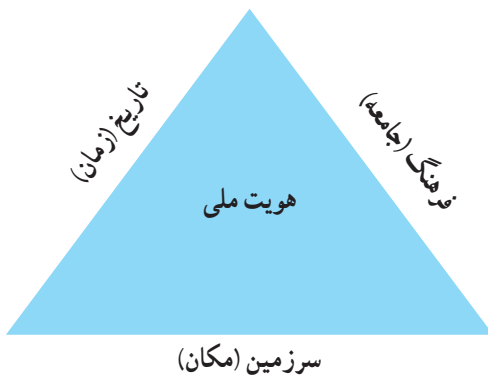 تاریخ (زمان)
فرهنگ (جامعه)
هویت ملی
سرزمین (مکان)